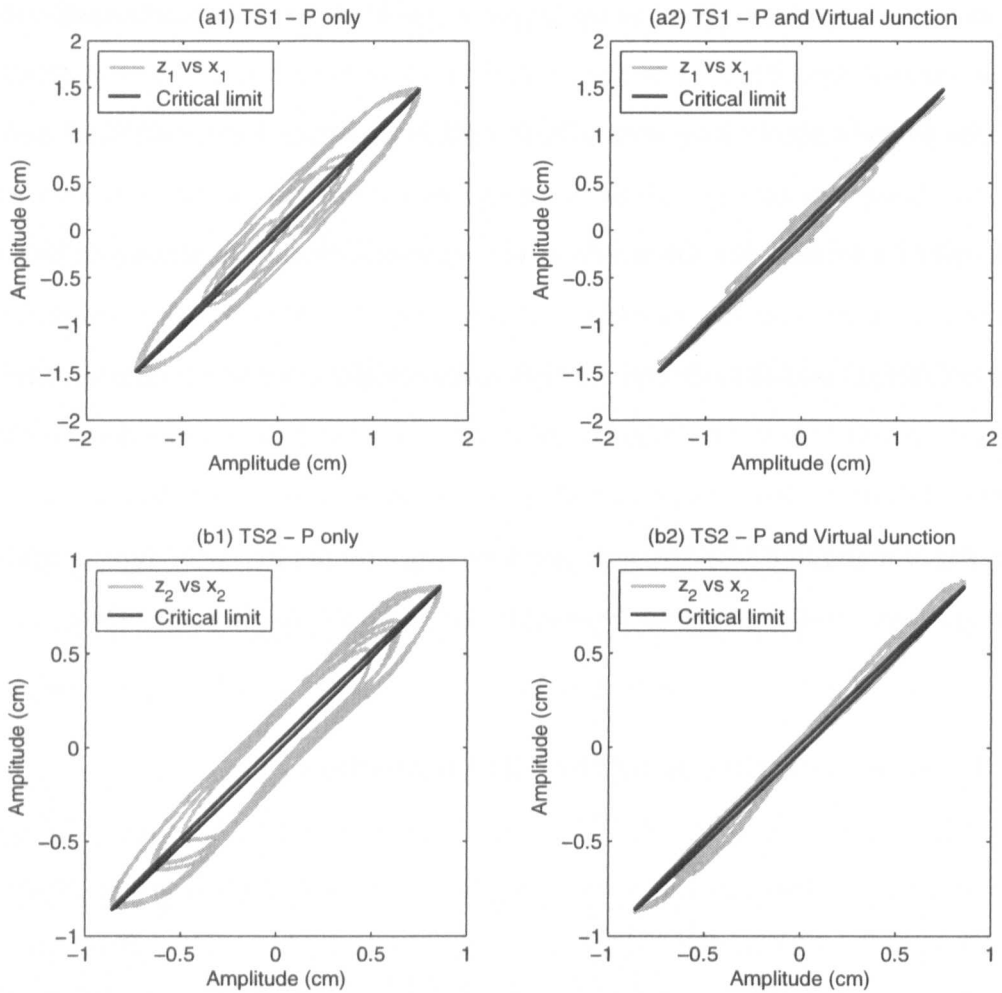 (a1) TS1 – P only
2
1.5
1
0.5
0
−0.5
−1
−1.5
−2
−2
−1
0
1
2
Amplitude (cm)
Amplitude (cm)
z1 vs x1
Critical limit
(a2) TS1 – P and Virtual Junction
2
1.5
1
0.5
0
−0.5
−1
−1.5
−2
−2
−1
0
1
2
Amplitude (cm)
Amplitude (cm)
z1 vs x1
Critical limit
(b1) TS2 – P only
1
0.5
0
−0.5
−1
−1
−0.5
0
0.5
1
Amplitude (cm)
Amplitude (cm)
z2 vs x2
Critical limit
(b2) TS2 – P and Virtual Junction
1
0.5
0
−0.5
−1
−1
−0.5
0
0.5
1
Amplitude (cm)
Amplitude (cm)
z2 vs x2
Critical limit